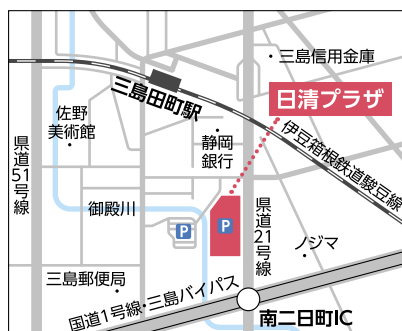 三島信用金庫
三島田町駅
日清プラザ
佐野
美術館
静岡
銀行
伊豆箱根鉄道駿豆線
県道51号線
御殿川
P
P
県道21号線
ノジマ
三島郵便局
国道1号線・三島バイパス
南二日町IC